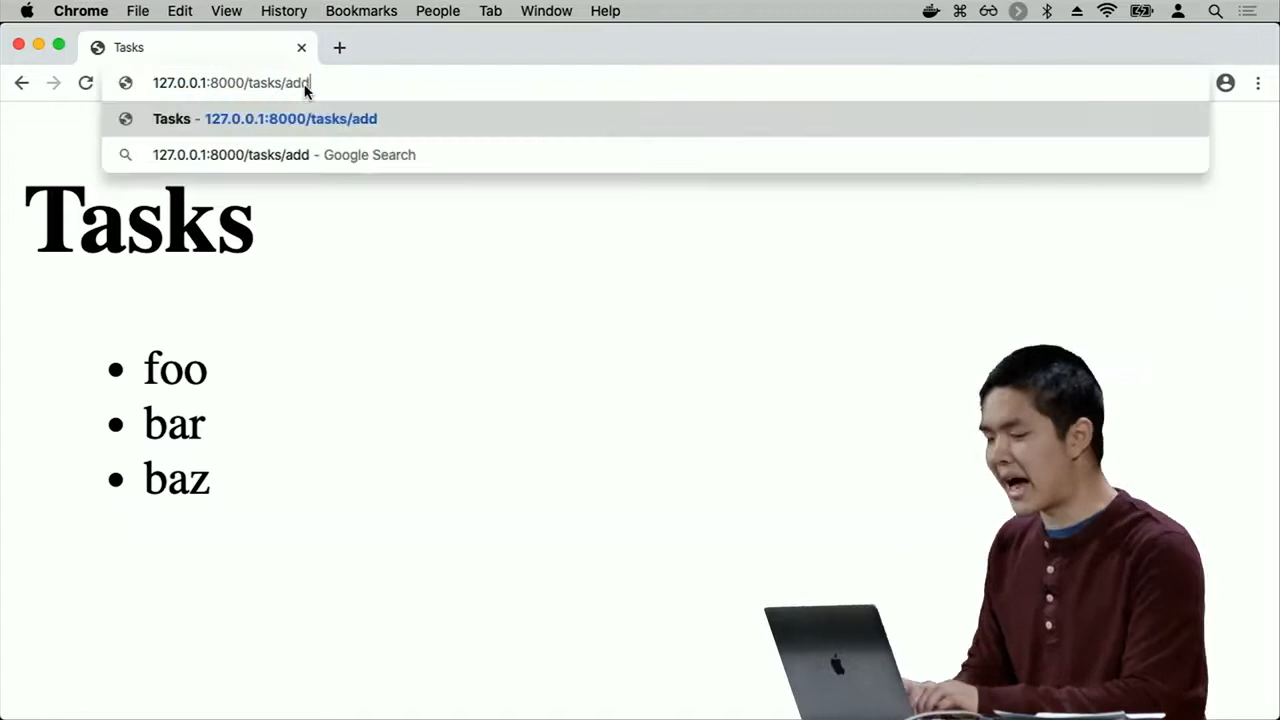 Chrome File Edit View History Bookmarks People Tab Window Help
Tasks
127.0.0.1:8000/tasks/add
Tasks - 127.0.0.1:8000/tasks/add
127.0.0.1:8000/tasks/add - Google Search
Tasks
• foo
• bar
• baz